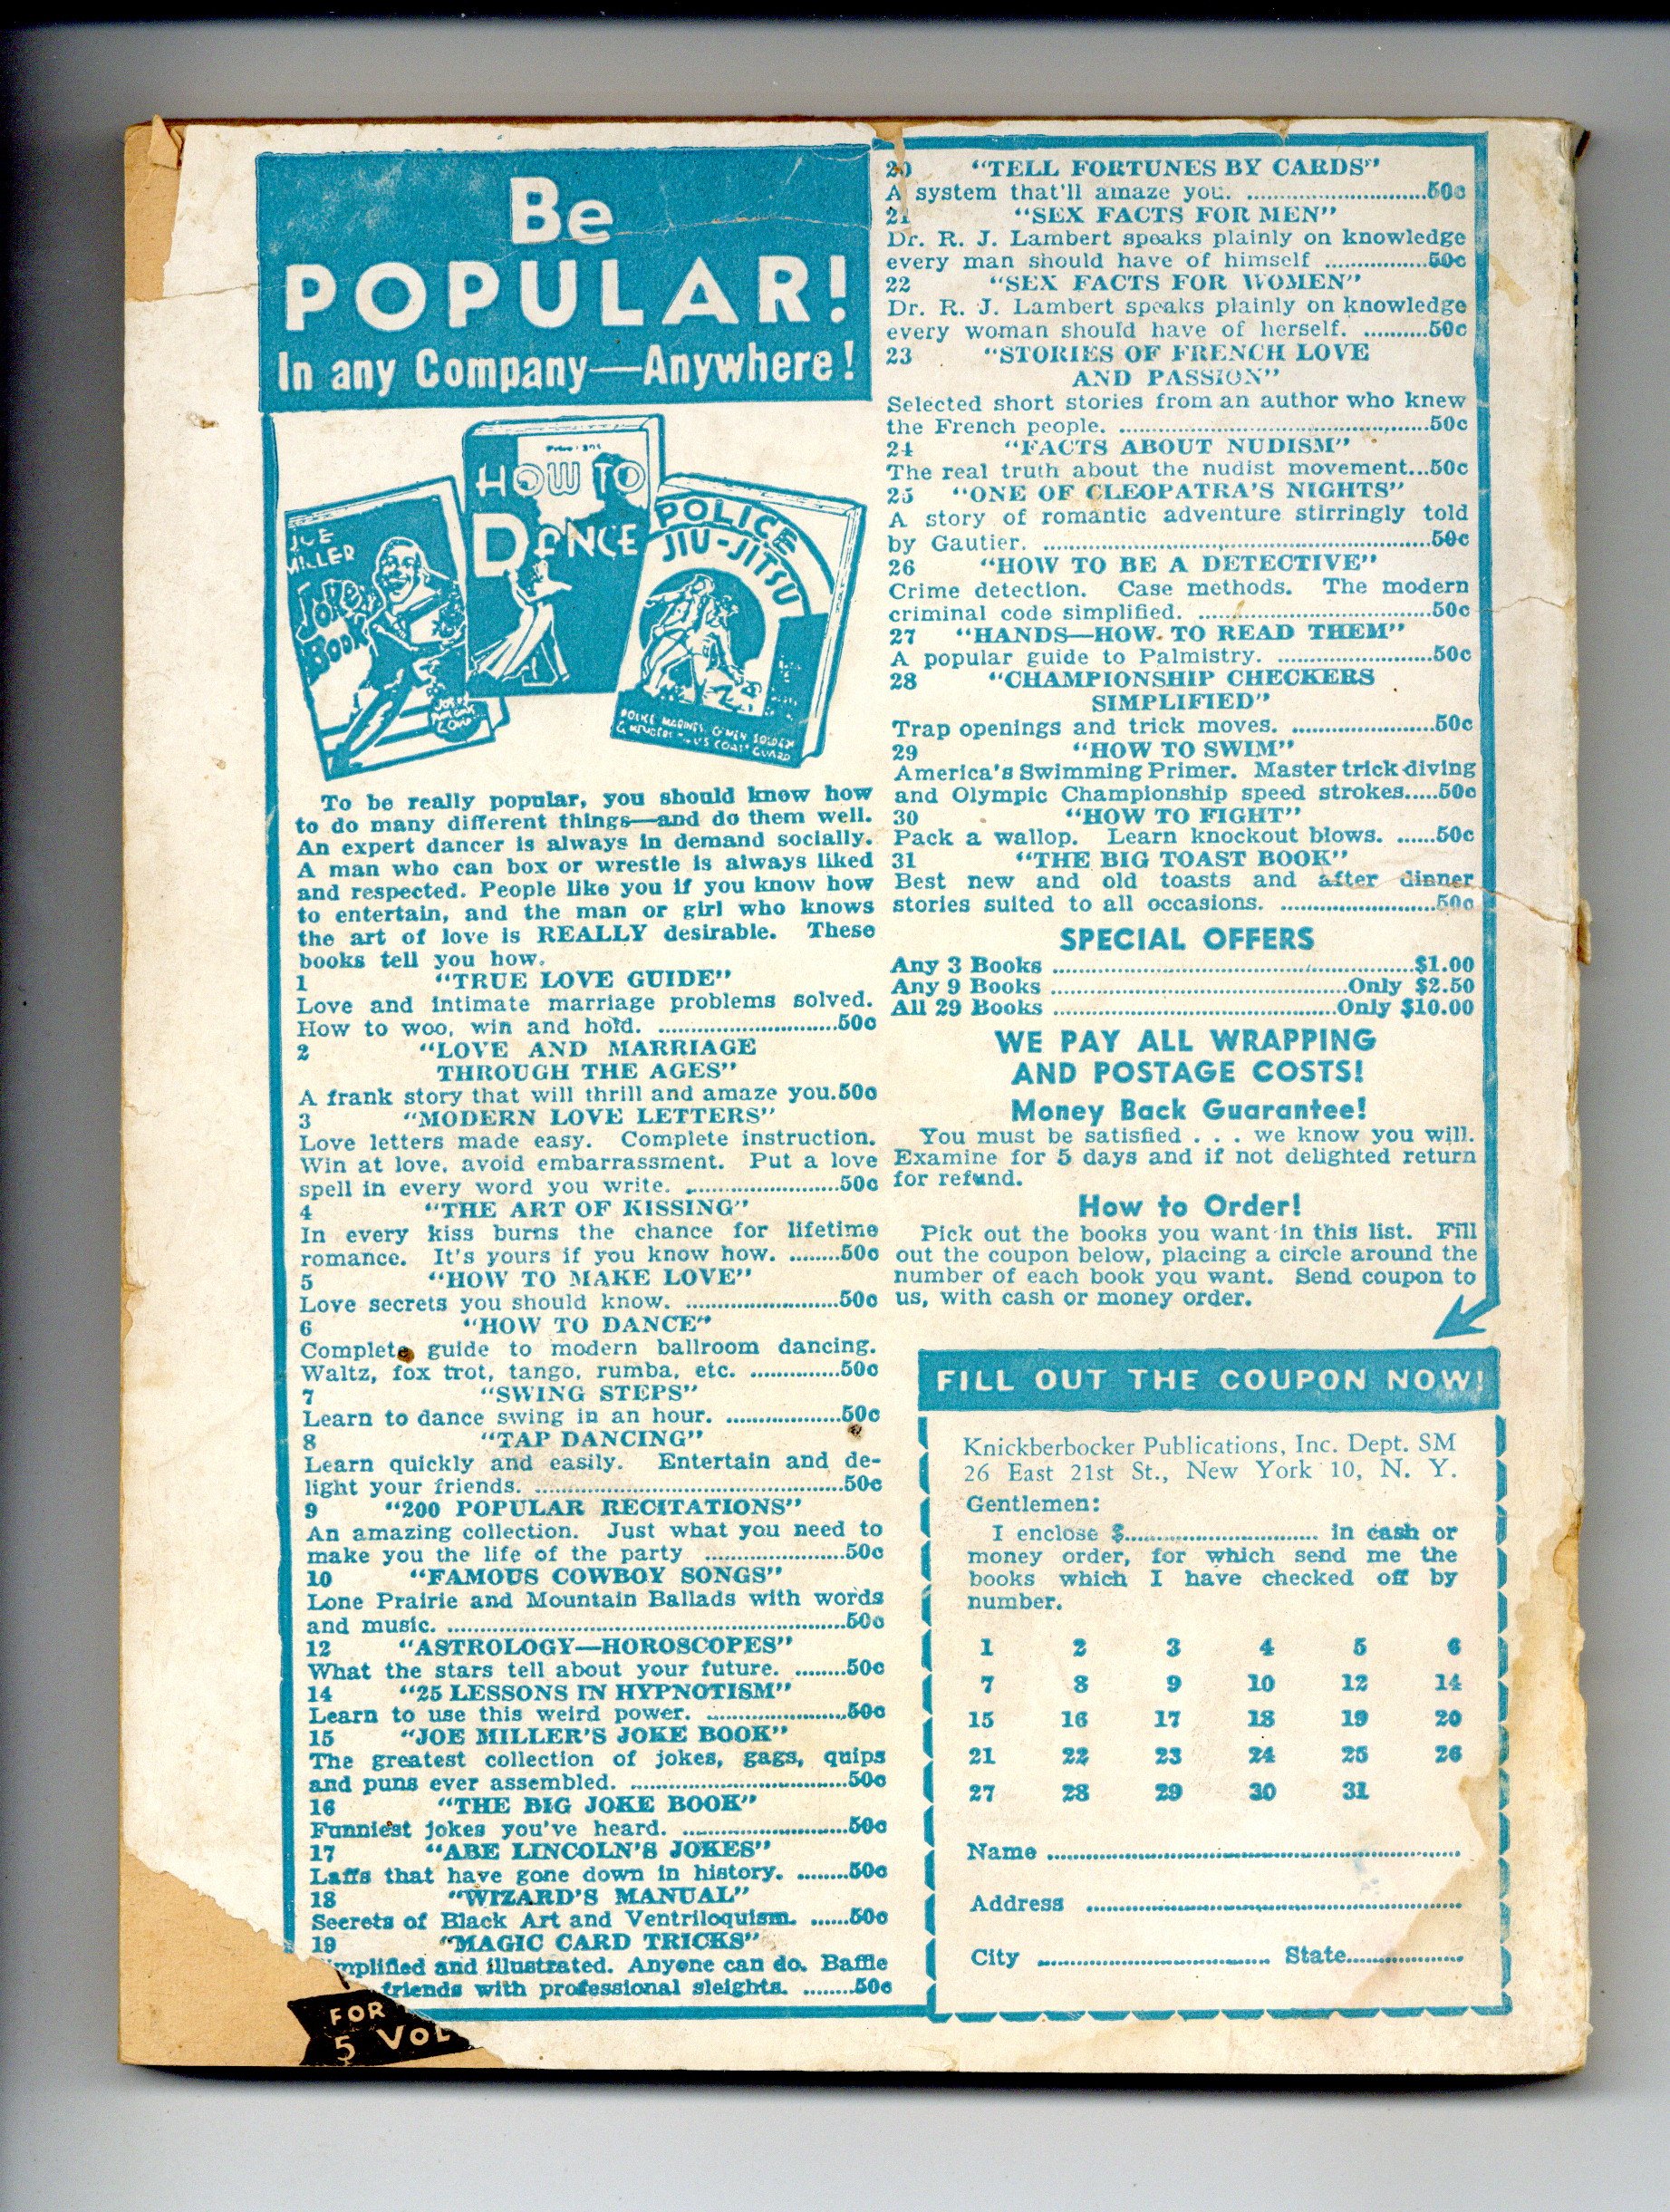 Be
POPULAR!
In any Company—Anywhere!
JOE
MILLER
JOKE
BOOK
HOW TO
DANCE
POLICE
JIU-JITSU
POLICE MARINES, G-MEN SOLDIER
To be really popular, you should know how
to do many different things—and do them well.
An expert dancer is always in demand socially.
A man who can box or wrestle is always liked
and respected. People like you if you know how
to entertain, and the man or girl who knows
the art of love is REALLY desirable. These
books tell you how.
1 "TRUE LOVE GUIDE"
Love and intimate marriage problems solved.
How to woo, win and hold. ............................50c
2 "LOVE AND MARRIAGE
THROUGH THE AGES"
A frank story that will thrill and amaze you.50c
3 "MODERN LOVE LETTERS"
Love letters made easy. Complete instruction.
Win at love, avoid embarrassment. Put a love
spell in every word you write. ........................50c
4 "THE ART OF KISSING"
In every kiss burns the chance for lifetime
romance. It's yours if you know how. ........50c
5 "HOW TO MAKE LOVE"
Love secrets you should know. ........................50c
6 "HOW TO DANCE"
Complete guide to modern ballroom dancing.
Waltz, fox trot, tango, rumba, etc. ..............50c
7 "SWING STEPS"
Learn to dance swing in an hour. ..................50c
8 "TAP DANCING"
Learn quickly and easily. Entertain and de-
light your friends. ................................................50c
9 "200 POPULAR RECITATIONS"
An amazing collection. Just what you need to
make you the life of the party ......................50c
10 "FAMOUS COWBOY SONGS"
Lone Prairie and Mountain Ballads with words
and music. ..............................................................50c
12 "ASTROLOGY—HOROSCOPES"
What the stars tell about your future. ........50c
14 "25 LESSONS IN HYPNOTISM"
Learn to use this weird power. ......................50c
15 "JOE MILLER'S JOKE BOOK"
The greatest collection of jokes, gags, quips
and puns ever assembled. ..................................50c
16 "THE BIG JOKE BOOK"
Funniest jokes you've heard. ..........................50c
17 "ABE LINCOLN'S JOKES"
Laffs that have gone down in history. ........50c
18 "WIZARD'S MANUAL"
Secrets of Black Art and Ventriloquism. ......50c
19 "MAGIC CARD TRICKS"
implified and illustrated. Anyone can do. Baffle
friends with professional sleights. ........50c
FOR
5 VOL
20 "TELL FORTUNES BY CARDS"
A system that'll amaze you. ............................50c
21 "SEX FACTS FOR MEN"
Dr. R. J. Lambert speaks plainly on knowledge
every man should have of himself ................50c
22 "SEX FACTS FOR WOMEN"
Dr. R. J. Lambert speaks plainly on knowledge
every woman should have of herself. ..........50c
23 "STORIES OF FRENCH LOVE
AND PASSION"
Selected short stories from an author who knew
the French people. ................................................50c
24 "FACTS ABOUT NUDISM"
The real truth about the nudist movement...50c
25 "ONE OF CLEOPATRA'S NIGHTS"
A story of romantic adventure stirringly told
by Gautier. ............................................................50c
26 "HOW TO BE A DETECTIVE"
Crime detection. Case methods. The modern
criminal code simplified. ....................................50c
27 "HANDS—HOW TO READ THEM"
A popular guide to Palmistry. ........................50c
28 "CHAMPIONSHIP CHECKERS
SIMPLIFIED"
Trap openings and trick moves. ......................50c
29 "HOW TO SWIM"
America's Swimming Primer. Master trick diving
and Olympic Championship speed strokes.....50c
30 "HOW TO FIGHT"
Pack a wallop. Learn knockout blows. ......50c
31 "THE BIG TOAST BOOK"
Best new and old toasts and after dinner
stories suited to all occasions. ........................50c
SPECIAL OFFERS
Any 3 Books ........................................................$1.00
Any 9 Books ..............................................Only $2.50
All 29 Books ............................................Only $10.00
WE PAY ALL WRAPPING
AND POSTAGE COSTS!
Money Back Guarantee!
You must be satisfied . . . we know you will.
Examine for 5 days and if not delighted return
for refund.
How to Order!
Pick out the books you want in this list. Fill
out the coupon below, placing a circle around the
number of each book you want. Send coupon to
us, with cash or money order.
FILL OUT THE COUPON NOW!
Knickberbocker Publications, Inc. Dept. SM
26 East 21st St., New York 10, N. Y.
Gentlemen:
I enclose $.............................. in cash or
money order, for which send me the
books which I have checked off by
number.
1 2 3 4 5 6
7 8 9 10 12 14
15 16 17 18 19 20
21 22 23 24 25 26
27 28 29 30 31
Name ................................................................
Address ..........................................................
City .................................... State..................